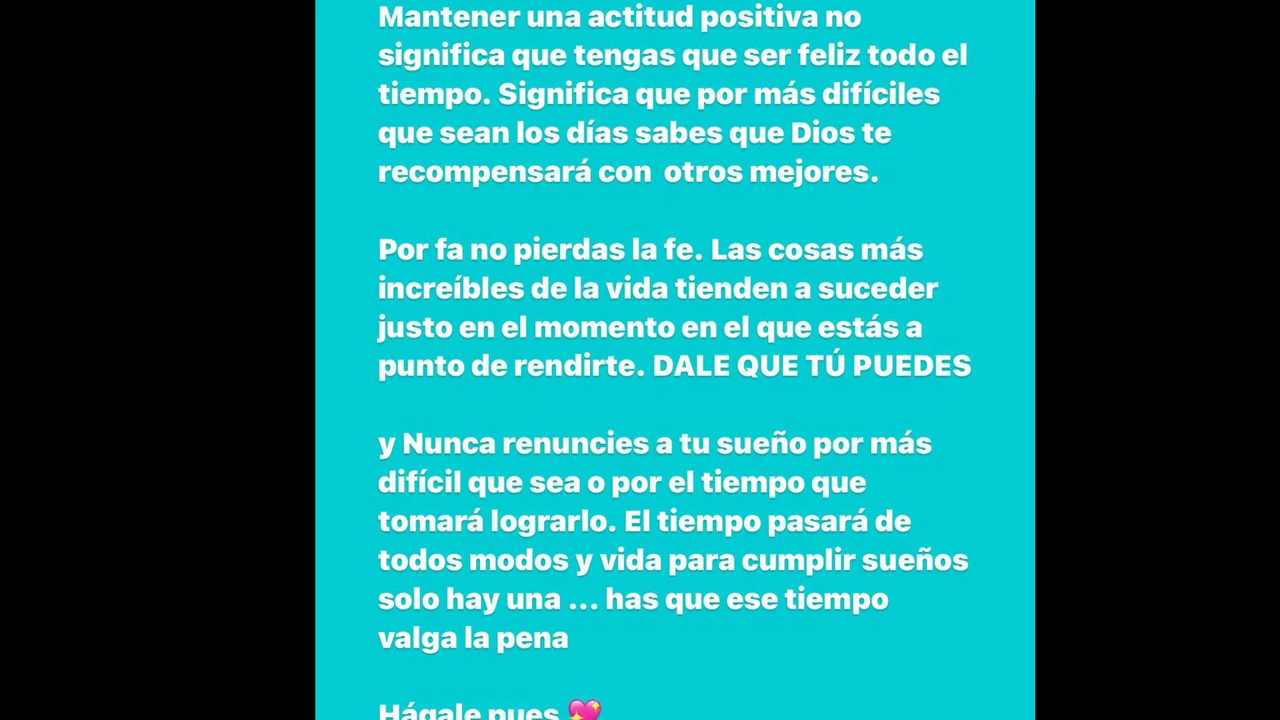 Mantener una actitud positiva no
significa que tengas que ser feliz todo el
tiempo. Significa que por más difíciles
que sean los días sabes que Dios te
recompensará con  otros mejores.
Por fa no pierdas la fe. Las cosas más
increíbles de la vida tienden a suceder
justo en el momento en el que estás a
punto de rendirte. DALE QUE TÚ PUEDES
y Nunca renuncies a tu sueño por más
difícil que sea o por el tiempo que
tomará lograrlo. El tiempo pasará de
todos modos y vida para cumplir sueños
solo hay una ... has que ese tiempo
valga la pena
Hágale pues 💖